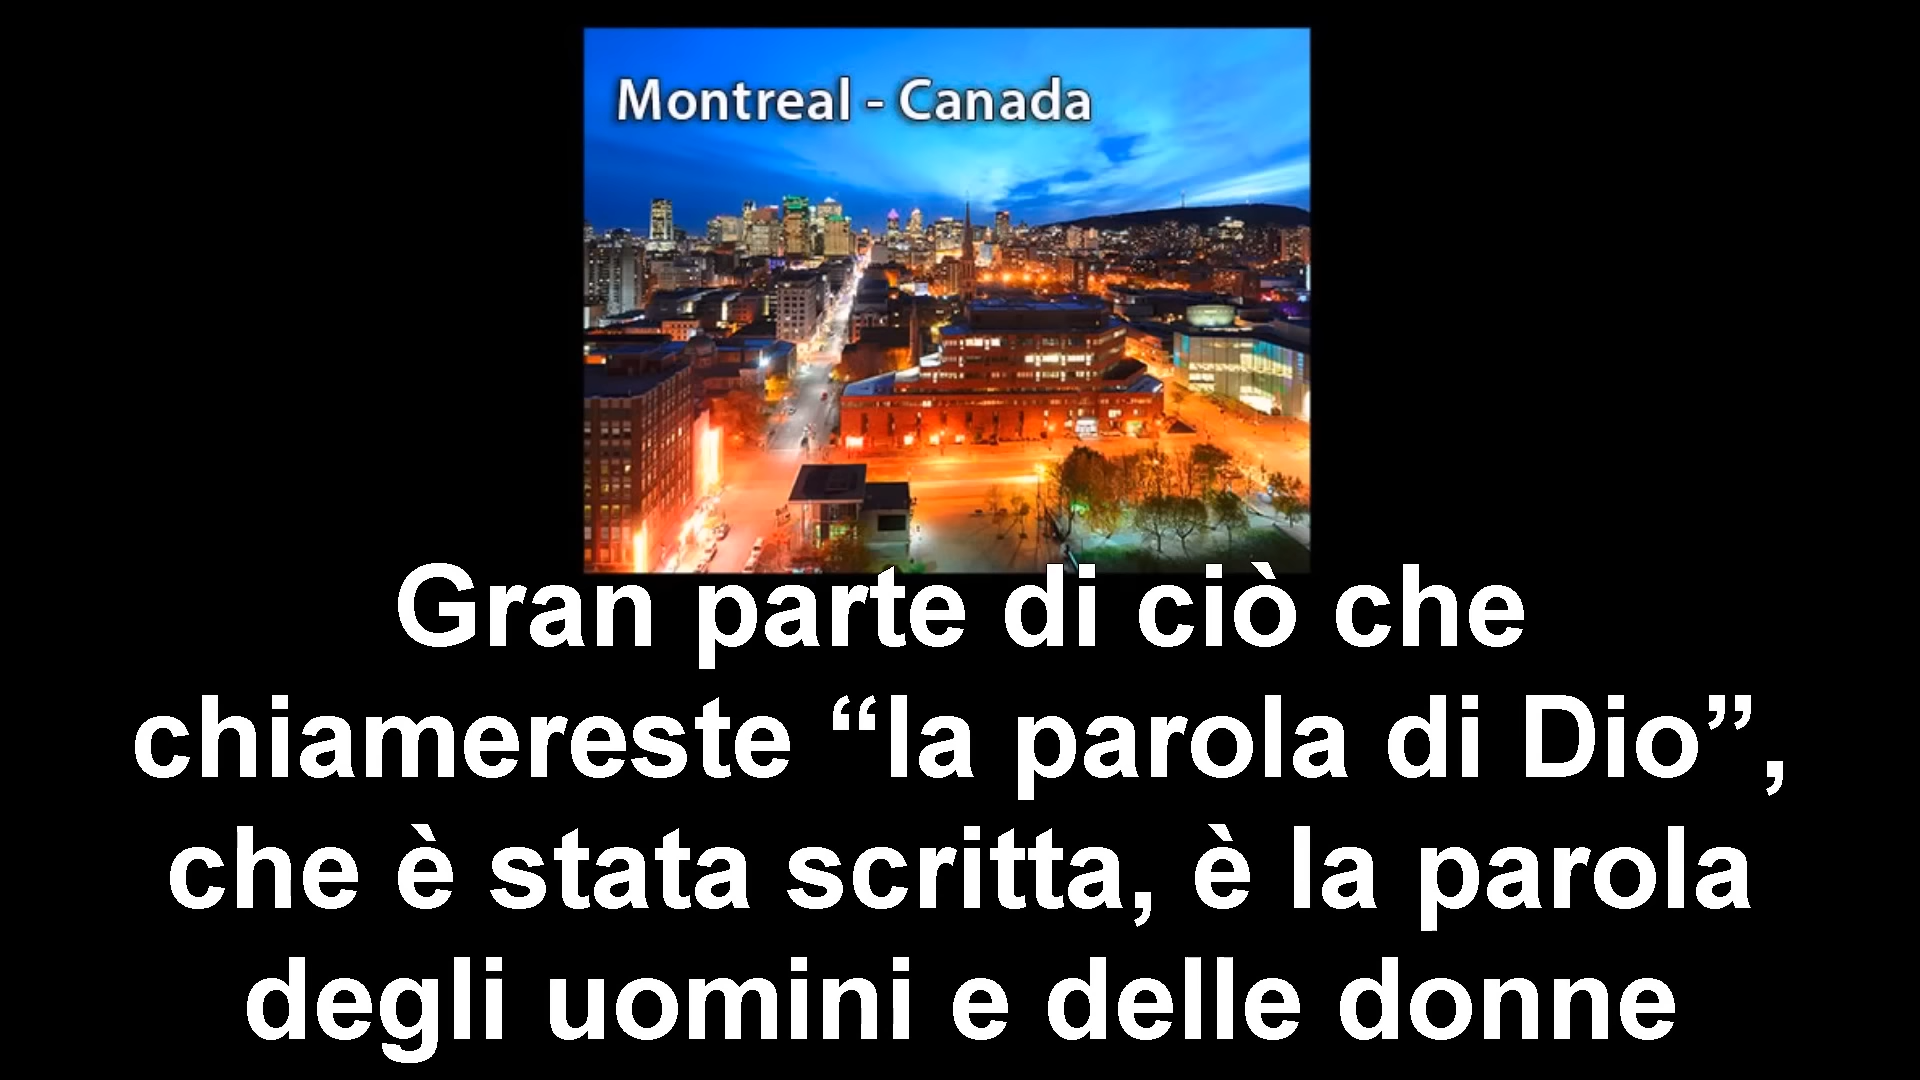 Montreal - Canada
Gran parte di ciò che
chiamereste “la parola di Dio”,
che è stata scritta, è la parola
degli uomini e delle donne